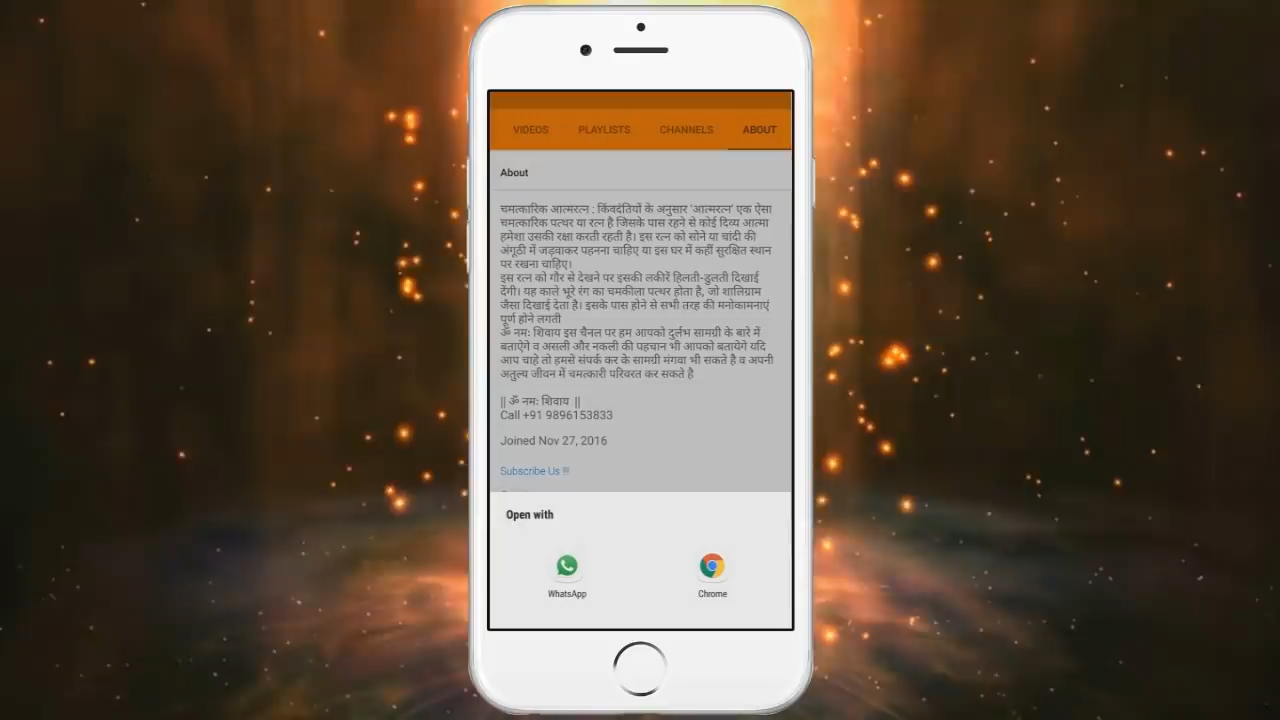 VIDEOS PLAYLISTS CHANNELS ABOUT
About
चमत्कारिक आत्मरत्न : किंवदंतियों के अनुसार 'आत्मरत्न' एक ऐसा
चमत्कारिक पत्थर या रत्न है जिसके पास रहने से कोई दिव्य आत्मा
हमेशा उसकी रक्षा करती रहती है। इस रत्न को सोने या चांदी की
अंगूठी में जड़वाकर पहनना चाहिए या इस घर में कहीं सुरक्षित स्थान
पर रखना चाहिए।
इस रत्न को गौर से देखने पर इसकी लकीरें हिलती-डुलती दिखाई
देंगी। यह काले भूरे रंग का चमकीला पत्थर होता है, जो शालिग्राम
जैसा दिखाई देता है। इसके पास होने से सभी तरह की मनोकामनाएं
पूर्ण होने लगती
ॐ नमः शिवाय इस चैनल पर हम आपको दुर्लभ सामग्री के बारे में
बताऐगे व असली और नकली की पहचान भी आपको बतायेगे यदि
आप चाहे तो हमसे संपर्क कर के सामग्री मंगवा भी सकते है व अपनी
अतुल्य जीवन में चमत्कारी परिवरत कर सकते है
|| ॐ नमः शिवाय ||
Call +91 9896153833
Joined Nov 27, 2016
Subscribe Us !!!
Open with
WhatsApp Chrome